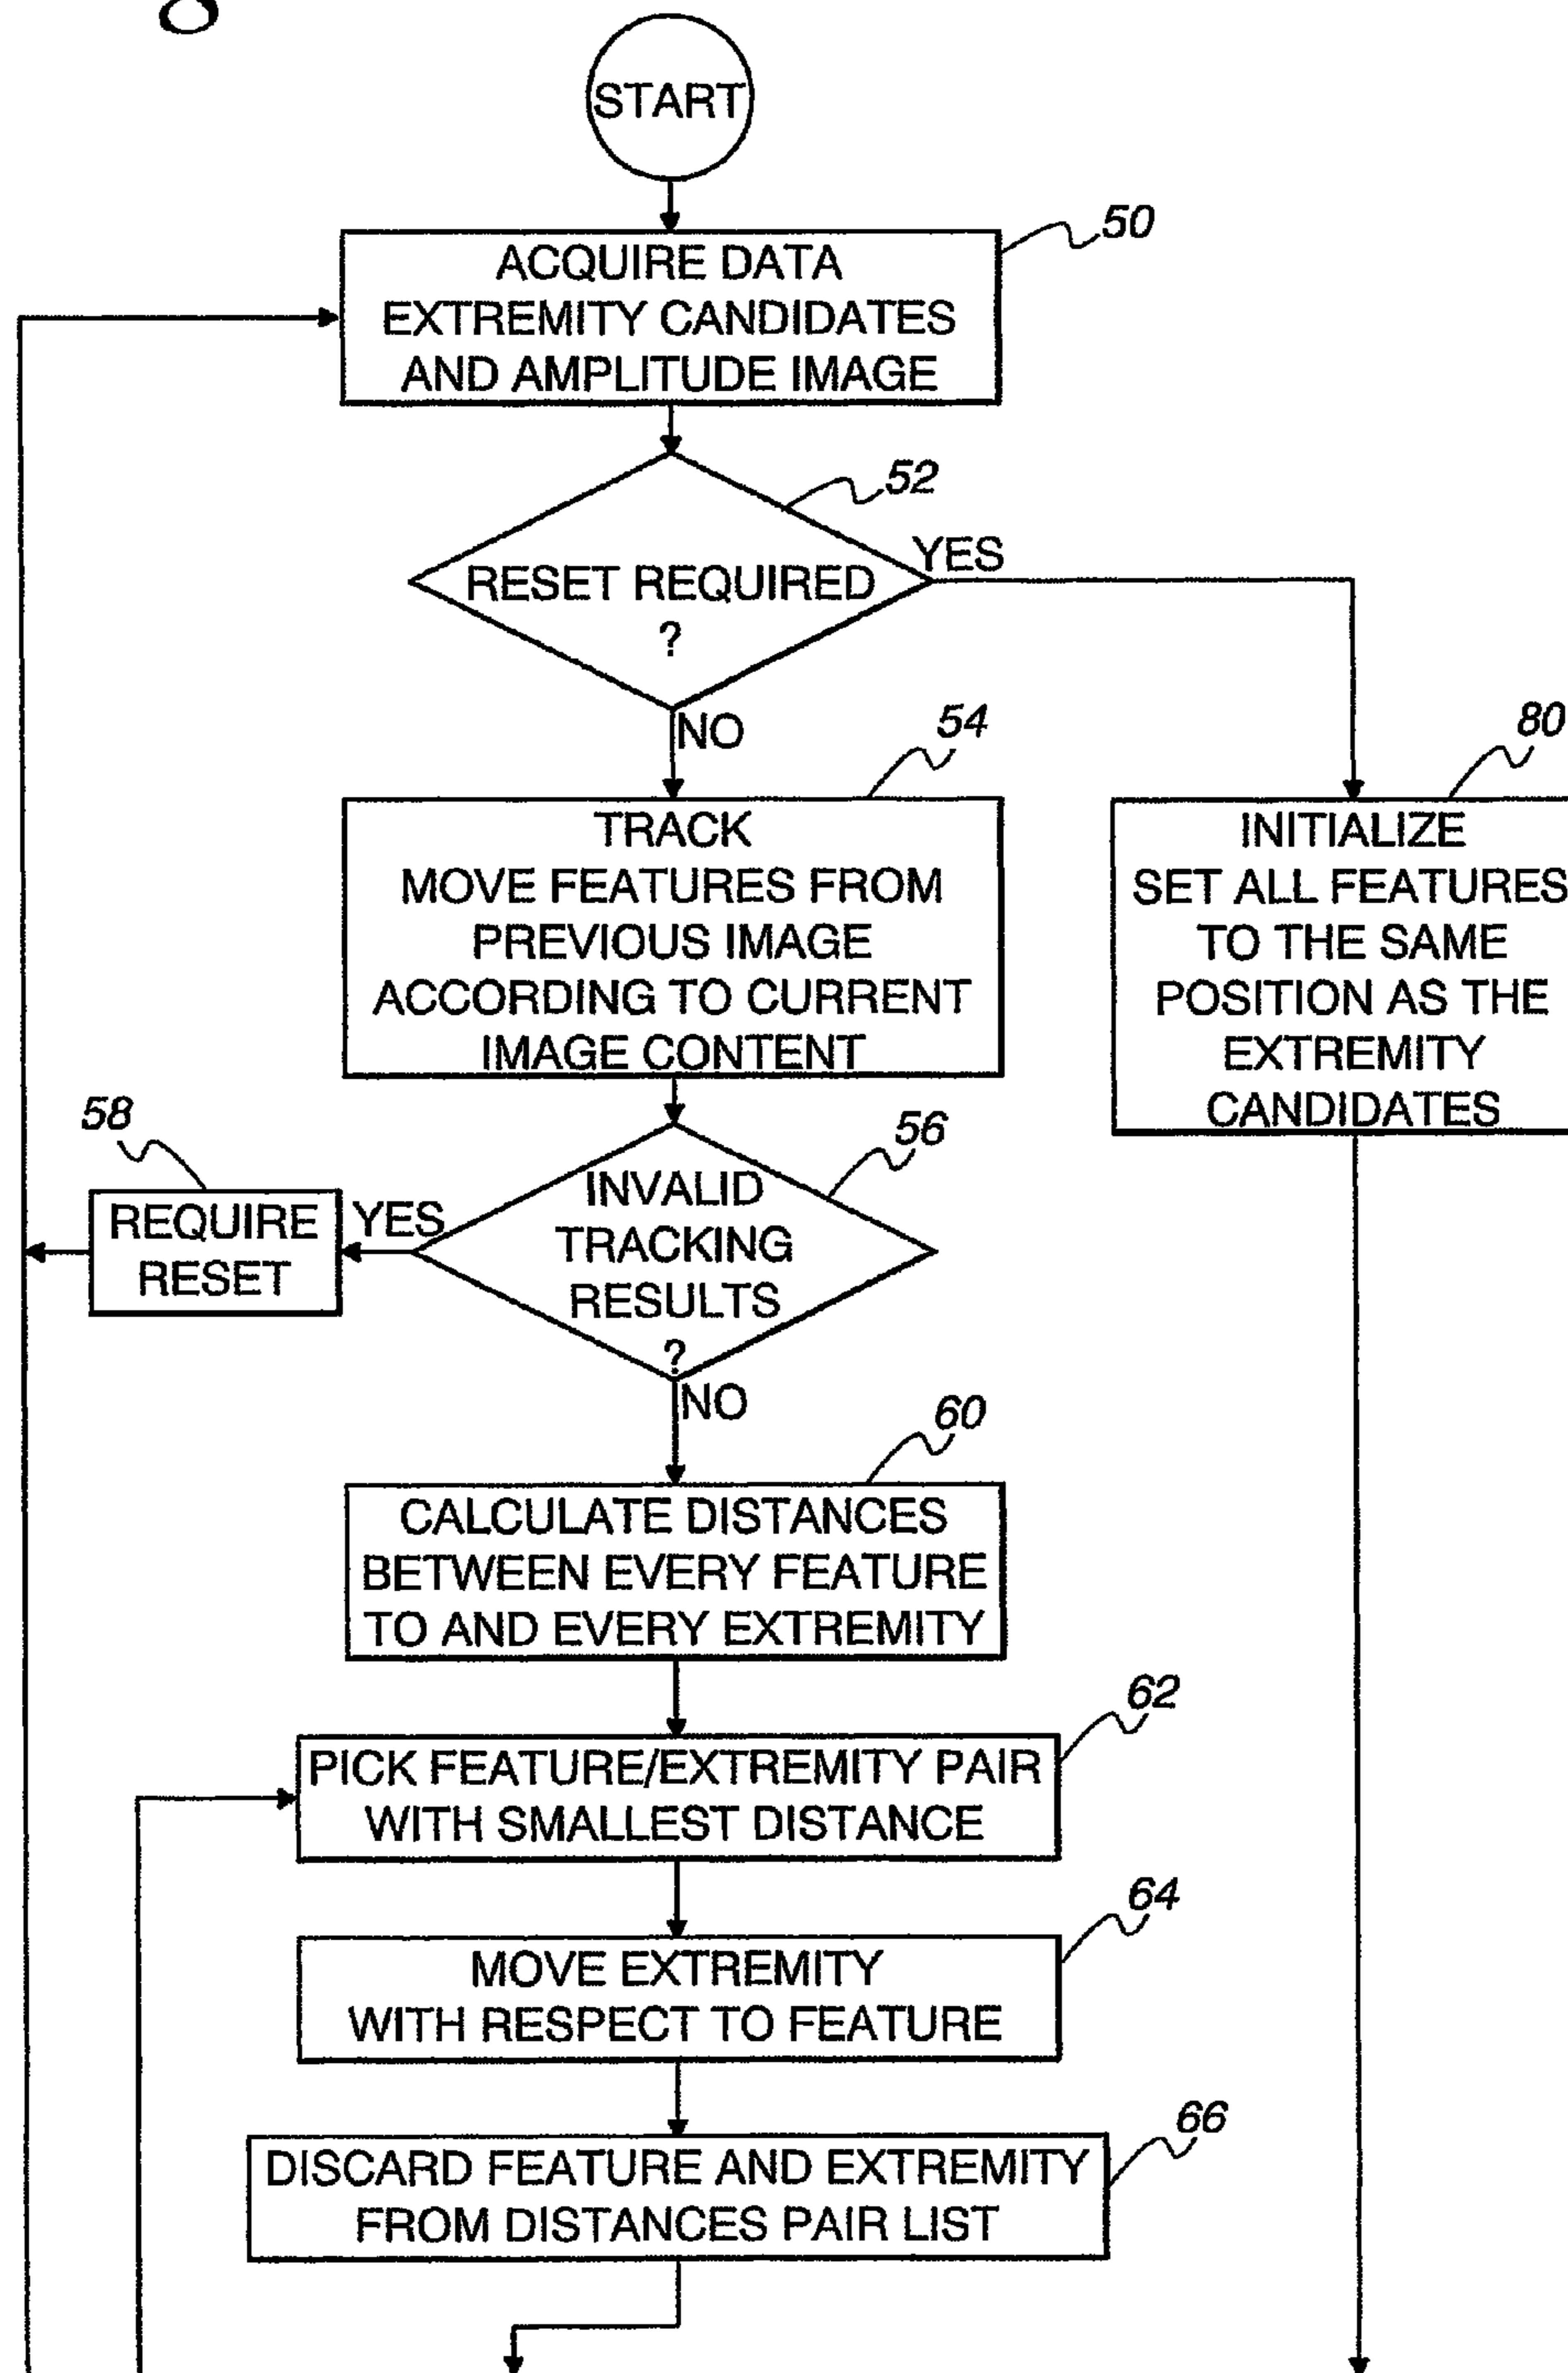 START
50
ACQUIRE DATA
EXTREMITY CANDIDATES
AND AMPLITUDE IMAGE
52
RESET REQUIRED
?
YES
NO
54
TRACK
MOVE FEATURES FROM
PREVIOUS IMAGE
ACCORDING TO CURRENT
IMAGE CONTENT
80
INITIALIZE
SET ALL FEATURES
TO THE SAME
POSITION AS THE
EXTREMITY
CANDIDATES
58
REQUIRE
RESET
YES
56
INVALID
TRACKING
RESULTS
?
NO
60
CALCULATE DISTANCES
BETWEEN EVERY FEATURE
TO AND EVERY EXTREMITY
62
PICK FEATURE/EXTREMITY PAIR
WITH SMALLEST DISTANCE
64
MOVE EXTREMITY
WITH RESPECT TO FEATURE
66
DISCARD FEATURE AND EXTREMITY
FROM DISTANCES PAIR LIST